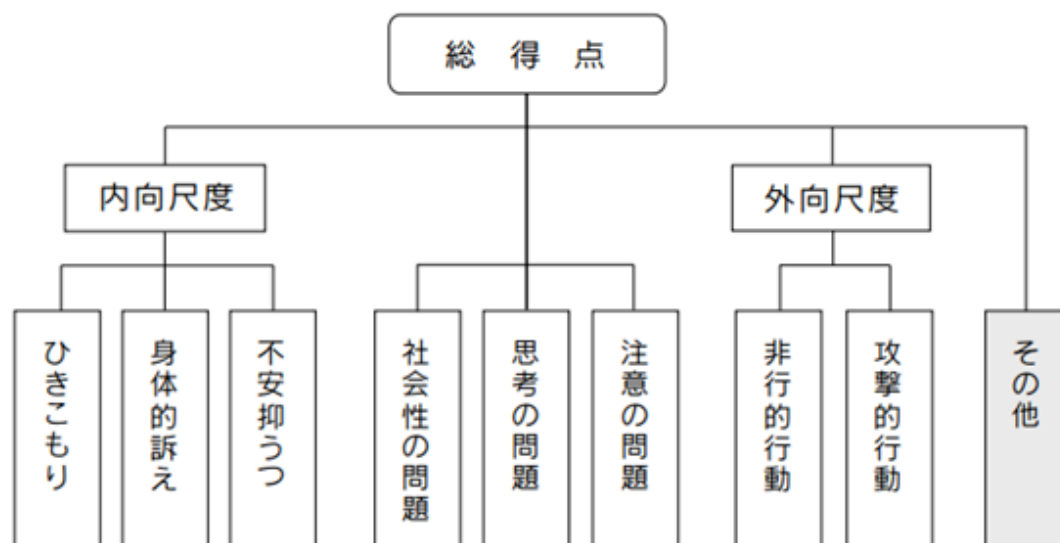 総得点
内向尺度
外向尺度
ひきこもり
身体的訴え
不安抑うつ
社会性の問題
思考の問題
注意の問題
非行的行動
攻撃的行動
その他